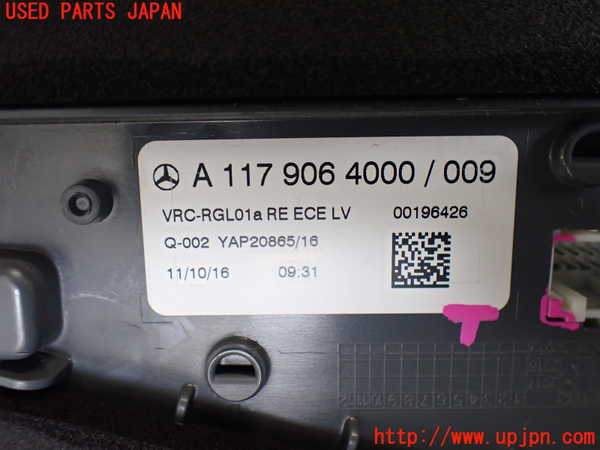 USED PARTS JAPAN
A 117 906 4000 / 009
VRC-RGL01a RE ECE LV 00196426
Q-002 YAP20865/16
11/10/16 09:31
T
http://www.upjpn.com/